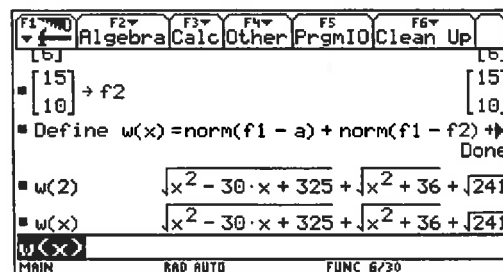 F1 F2 F3 F4 F5 F6
Algebra Calc Other PrgmIO Clean Up
[6] [6]
[15 10] → f2 [15 10]
Define w(x)=norm(f1 - a) + norm(f1 - f2) +
Done
w(2) √x² - 30·x + 325 + √x² + 36 + √241
w(x) √x² - 30·x + 325 + √x² + 36 + √241
w(x)
MAIN RAD AUTO FUNC 6/30